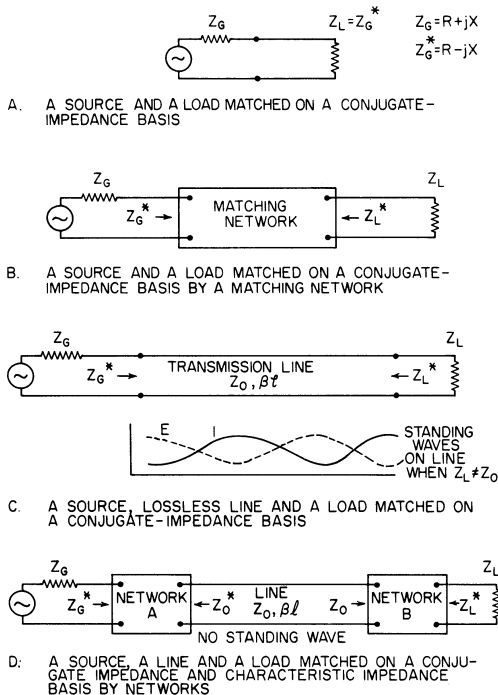 Z_G
Z_L=Z_G^*
Z_G=R+jX
Z_G^*=R-jX
A. A SOURCE AND A LOAD MATCHED ON A CONJUGATE-
IMPEDANCE BASIS
Z_G
Z_L
Z_G^* →
MATCHING
NETWORK
← Z_L^*
B. A SOURCE AND A LOAD MATCHED ON A CONJUGATE-
IMPEDANCE BASIS BY A MATCHING NETWORK
Z_G
Z_L
Z_G^* →
TRANSMISSION LINE
Z_O, βℓ
← Z_L^*
E
I
STANDING
WAVES
ON LINE
WHEN Z_L≠Z_O
C. A SOURCE, LOSSLESS LINE AND A LOAD MATCHED ON
A CONJUGATE-IMPEDANCE BASIS
Z_G
Z_L
Z_G^* →
NETWORK
A
← Z_O^*
LINE
Z_O, βℓ
Z_O →
NETWORK
B
← Z_L^*
NO STANDING WAVE
D. A SOURCE, A LINE AND A LOAD MATCHED ON A CONJU-
GATE IMPEDANCE AND CHARACTERISTIC IMPEDANCE
BASIS BY NETWORKS